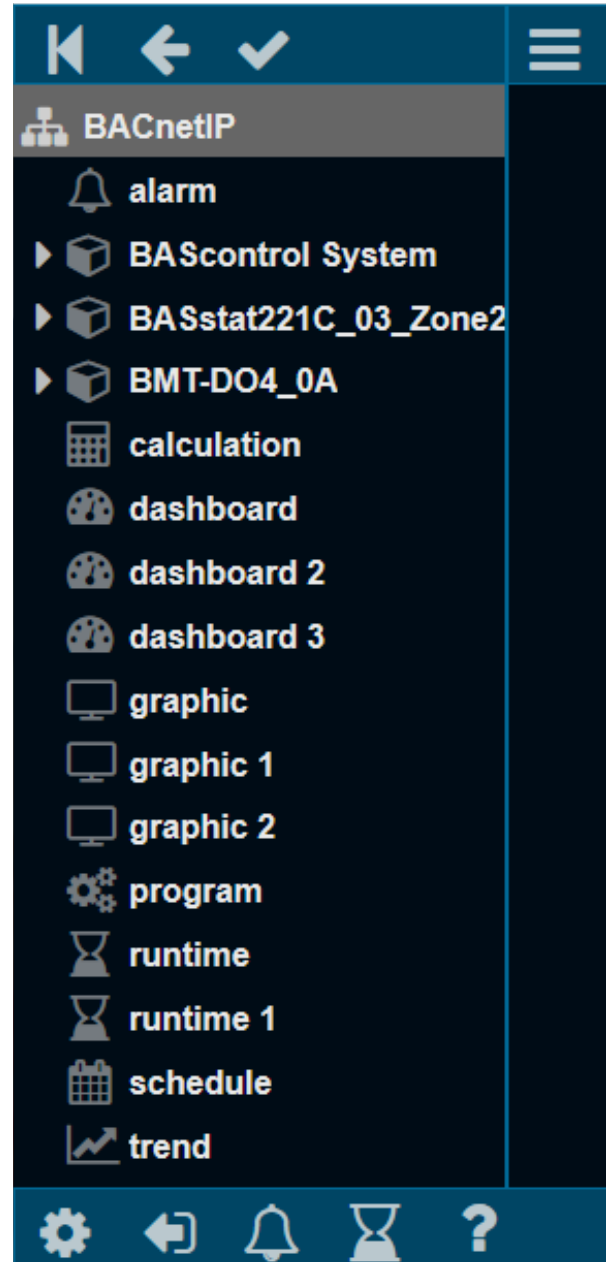 BACnetIP
alarm
BAScontrol System
BASstat221C_03_Zone2
BMT-DO4_0A
calculation
dashboard
dashboard 2
dashboard 3
graphic
graphic 1
graphic 2
program
runtime
runtime 1
schedule
trend
?